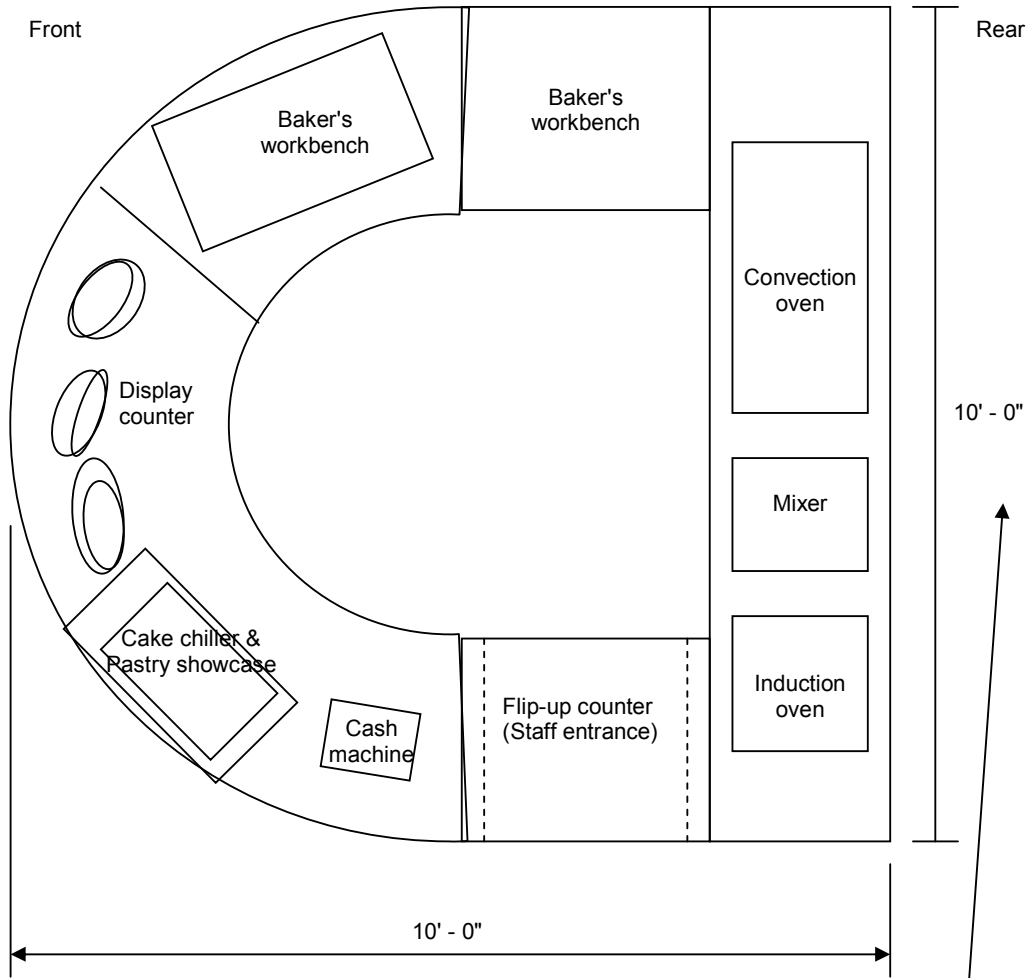 Front
Rear
Baker's
workbench
Baker's
workbench
Convection
oven
Display
counter
10' - 0"
Mixer
Cake chiller &
Pastry showcase
Induction
oven
Flip-up counter
(Staff entrance)
Cash
machine
10' - 0"